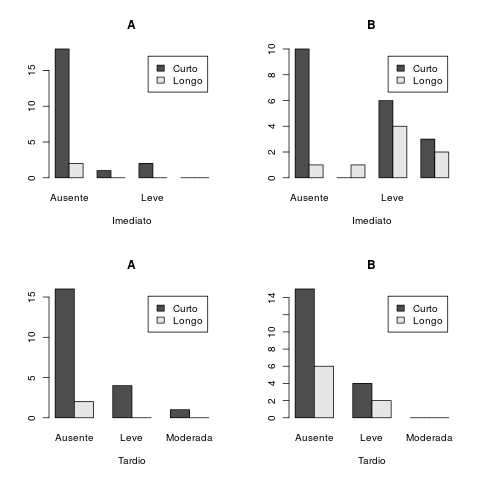 A
Curto
Longo
0 5 10 15
Ausente Leve
Imediato
B
Curto
Longo
0 2 4 6 8 10
Ausente Leve
Imediato
A
Curto
Longo
0 5 10 15
Ausente Leve Moderada
Tardio
B
Curto
Longo
0 2 4 6 8 10 14
Ausente Leve Moderada
Tardio